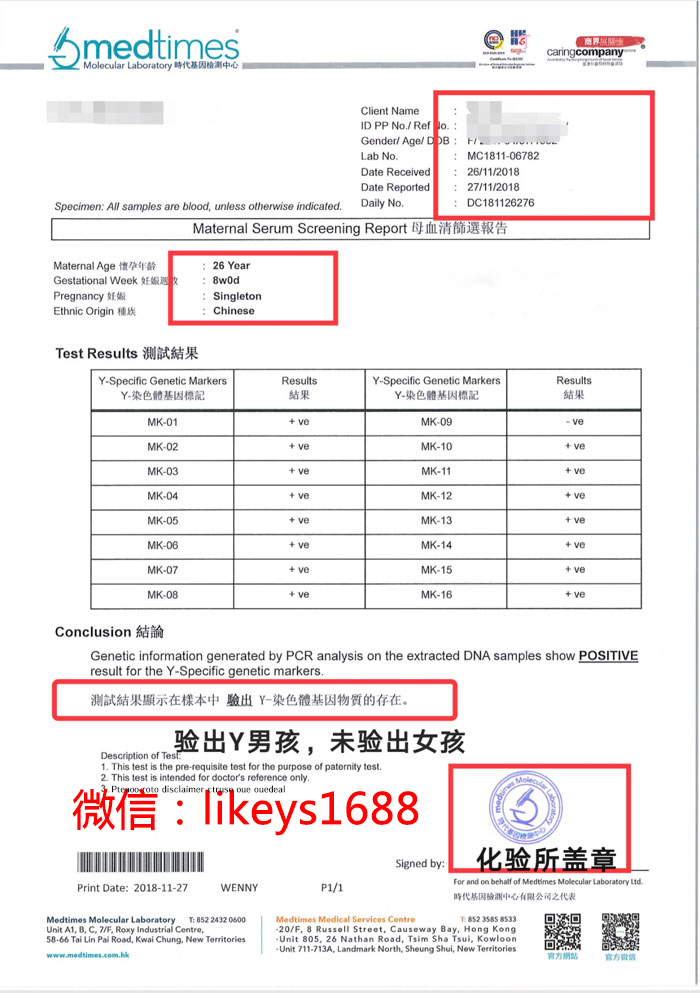 medtimes
Molecular Laboratory 時代基因檢測中心
商界展關懷
caringcompany
Client Name :
ID PP No./ Ref No. :
Gender/ Age/ DOB :
Lab No. : MC1811-06782
Date Received : 26/11/2018
Date Reported : 27/11/2018
Daily No. : DC181126276
Specimen: All samples are blood, unless otherwise indicated.
Maternal Serum Screening Report 母血清篩選報告
Maternal Age 懷孕年齡 : 26 Year
Gestational Week 妊娠週數 : 8w0d
Pregnancy 妊娠 : Singleton
Ethnic Origin 種族 : Chinese
Test Results 測試結果
Y-Specific Genetic Markers Results Y-Specific Genetic Markers Results
Y-染色體基因標記 結果 Y-染色體基因標記 結果
MK-01 + ve MK-09 - ve
MK-02 + ve MK-10 + ve
MK-03 + ve MK-11 + ve
MK-04 + ve MK-12 + ve
MK-05 + ve MK-13 + ve
MK-06 + ve MK-14 + ve
MK-07 + ve MK-15 + ve
MK-08 + ve MK-16 + ve
Conclusion 結論
Genetic information generated by PCR analysis on the extracted DNA samples show POSITIVE
result for the Y-Specific genetic markers.
測試結果顯示在樣本中 驗出 Y-染色體基因物質的存在。
验出Y男孩，未验出女孩
Description of Test:
1. This test is the pre-requisite test for the purpose of paternity test.
2. This test is intended for doctor's reference only.
微信：likeys1688
medtimes Molecular Laboratory
時代基因檢測中心
化验所盖章
Signed by:
For and on behalf of Medtimes Molecular Laboratory Ltd.
時代基因檢測中心有限公司之代表
Print Date: 2018-11-27 WENNY P1/1
Medtimes Molecular Laboratory T: 852 2432 0600
Unit A1, B, C, 7/F, Roxy Industrial Centre,
58-66 Tai Lin Pai Road, Kwai Chung, New Territories
www.medtimes.com.hk
Medtimes Medical Services Centre T: 852 3585 8533
·20/F, 8 Russell Street, Causeway Bay, Hong Kong
·Unit 805, 26 Nathan Road, Tsim Sha Tsui, Kowloon
·Unit 711-713A, Landmark North, Sheung Shui, New Territories
官方網站
官方微信